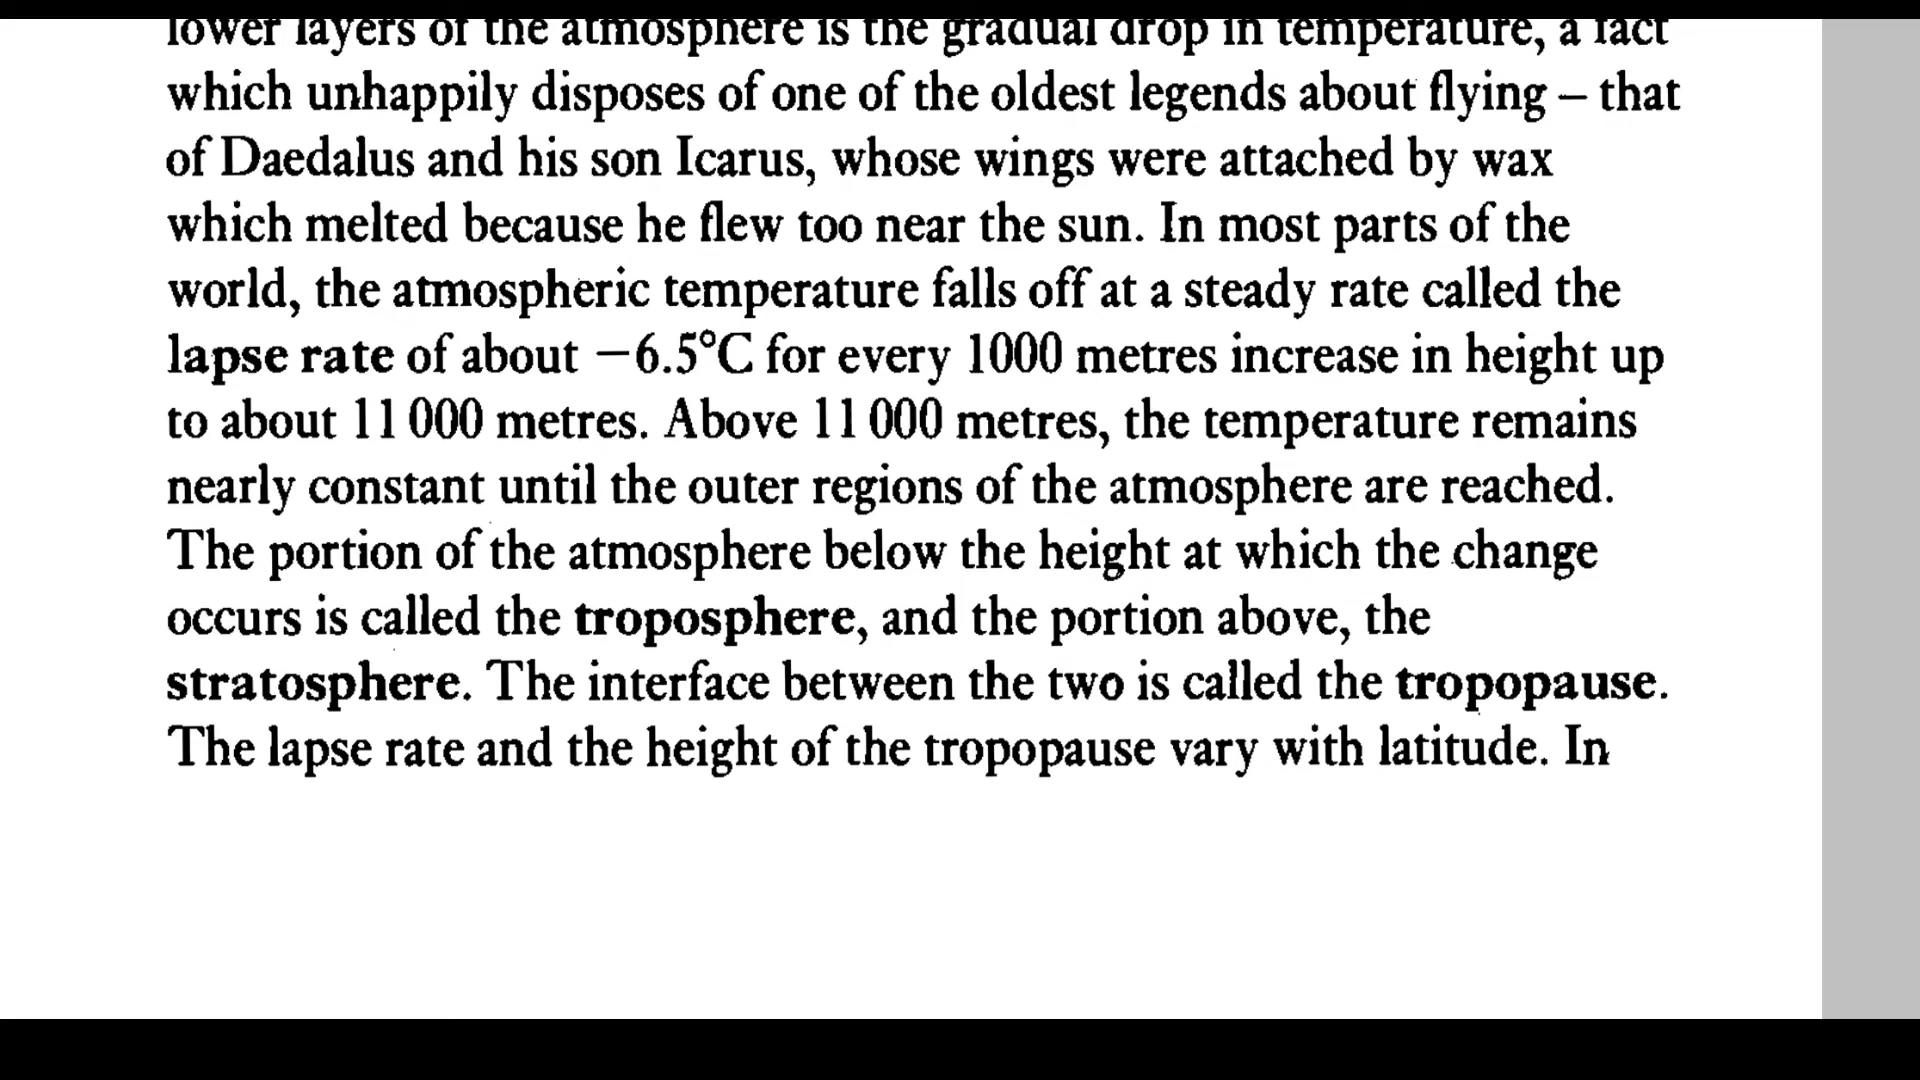 lower layers of the atmosphere is the gradual drop in temperature, a fact
which unhappily disposes of one of the oldest legends about flying – that
of Daedalus and his son Icarus, whose wings were attached by wax
which melted because he flew too near the sun. In most parts of the
world, the atmospheric temperature falls off at a steady rate called the
lapse rate of about −6.5°C for every 1000 metres increase in height up
to about 11 000 metres. Above 11 000 metres, the temperature remains
nearly constant until the outer regions of the atmosphere are reached.
The portion of the atmosphere below the height at which the change
occurs is called the troposphere, and the portion above, the
stratosphere. The interface between the two is called the tropopause.
The lapse rate and the height of the tropopause vary with latitude. In